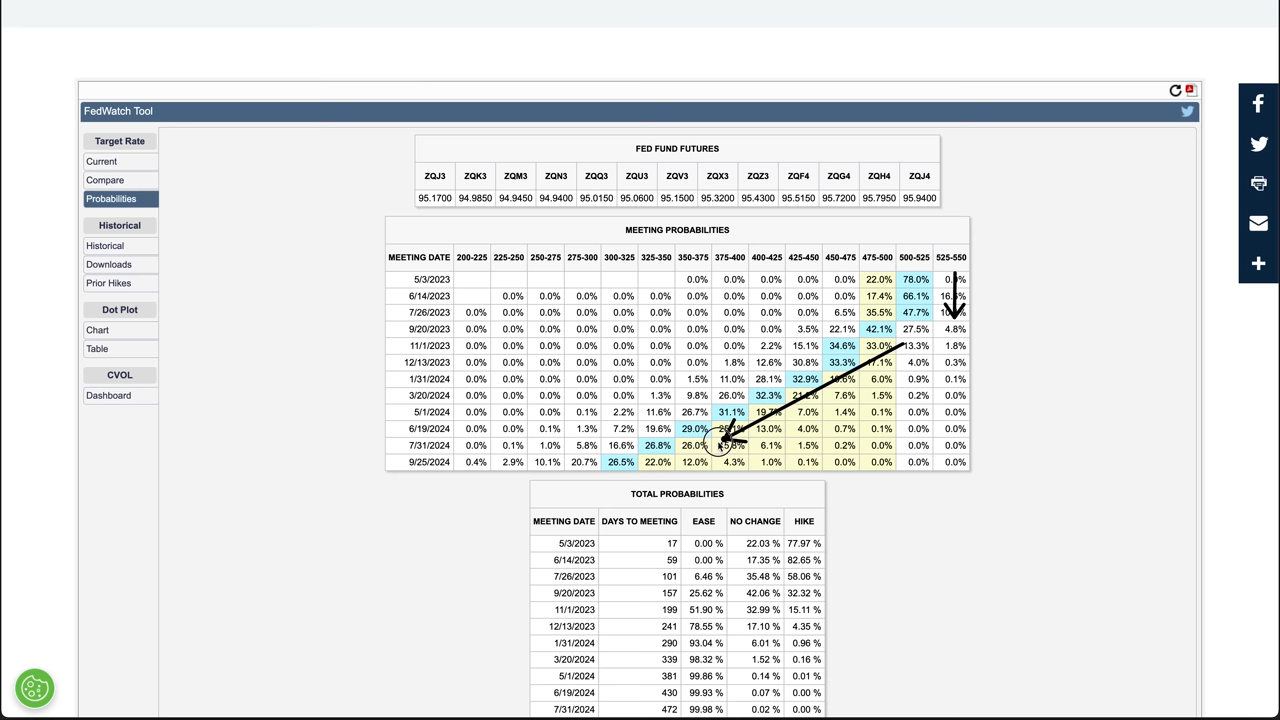 FedWatch Tool
Target Rate
Current
Compare
Probabilities
Historical
Historical
Downloads
Prior Hikes
Dot Plot
Chart
Table
CVOL
Dashboard
FED FUND FUTURES
ZQJ3 ZQK3 ZQM3 ZQN3 ZQQ3 ZQU3 ZQV3 ZQX3 ZQZ3 ZQF4 ZQG4 ZQH4 ZQJ4
95.1700 94.9850 94.9450 94.9400 95.0150 95.0600 95.1500 95.3200 95.4300 95.5150 95.7200 95.7950 95.9400
MEETING PROBABILITIES
MEETING DATE 200-225 225-250 250-275 275-300 300-325 325-350 350-375 375-400 400-425 425-450 450-475 475-500 500-525 525-550
5/3/2023 0.0% 0.0% 0.0% 0.0% 0.0% 22.0% 78.0%
6/14/2023 0.0% 0.0% 0.0% 0.0% 0.0% 0.0% 0.0% 0.0% 0.0% 0.0% 17.4% 66.1%
7/26/2023 0.0% 0.0% 0.0% 0.0% 0.0% 0.0% 0.0% 0.0% 0.0% 0.0% 6.5% 35.5% 47.7%
9/20/2023 0.0% 0.0% 0.0% 0.0% 0.0% 0.0% 0.0% 0.0% 0.0% 3.5% 22.1% 42.1% 27.5% 4.8%
11/1/2023 0.0% 0.0% 0.0% 0.0% 0.0% 0.0% 0.0% 0.0% 2.2% 15.1% 34.6% 33.0% 13.3% 1.8%
12/13/2023 0.0% 0.0% 0.0% 0.0% 0.0% 0.0% 0.0% 1.8% 12.6% 30.8% 33.3% 17.1% 4.0% 0.3%
1/31/2024 0.0% 0.0% 0.0% 0.0% 0.0% 0.0% 1.5% 11.0% 28.1% 32.9% 6.0% 0.9% 0.1%
3/20/2024 0.0% 0.0% 0.0% 0.0% 0.0% 1.3% 9.8% 26.0% 32.3% 7.6% 1.5% 0.2% 0.0%
5/1/2024 0.0% 0.0% 0.0% 0.1% 2.2% 11.6% 26.7% 31.1% 7.0% 1.4% 0.1% 0.0% 0.0%
6/19/2024 0.0% 0.0% 0.1% 1.3% 7.2% 19.6% 29.0% 13.0% 4.0% 0.7% 0.1% 0.0% 0.0%
7/31/2024 0.0% 0.1% 1.0% 5.8% 16.6% 26.8% 26.0% 6.1% 1.5% 0.2% 0.0% 0.0% 0.0%
9/25/2024 0.4% 2.9% 10.1% 20.7% 26.5% 22.0% 12.0% 4.3% 1.0% 0.1% 0.0% 0.0% 0.0% 0.0%
TOTAL PROBABILITIES
MEETING DATE DAYS TO MEETING EASE NO CHANGE HIKE
5/3/2023 17 0.00 % 22.03 % 77.97 %
6/14/2023 59 0.00 % 17.35 % 82.65 %
7/26/2023 101 6.46 % 35.48 % 58.06 %
9/20/2023 157 25.62 % 42.06 % 32.32 %
11/1/2023 199 51.90 % 32.99 % 15.11 %
12/13/2023 241 78.55 % 17.10 % 4.35 %
1/31/2024 290 93.04 % 6.01 % 0.96 %
3/20/2024 339 98.32 % 1.52 % 0.16 %
5/1/2024 381 99.86 % 0.14 % 0.01 %
6/19/2024 430 99.93 % 0.07 % 0.00 %
7/31/2024 472 99.98 % 0.02 % 0.00 %